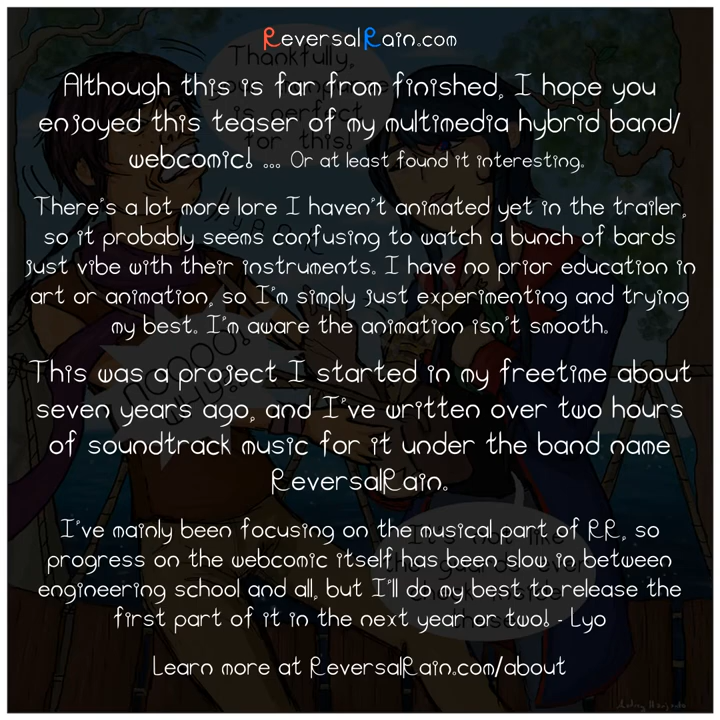 ReversalRain.com
Although this is far from finished, I hope you
enjoyed this teaser of my multimedia hybrid band/
webcomic! ... Or at least found it interesting.
There's a lot more lore I haven't animated yet in the trailer,
so it probably seems confusing to watch a bunch of bards
just vibe with their instruments. I have no prior education in
art or animation, so I'm simply just experimenting and trying
my best. I'm aware the animation isn't smooth.
This was a project I started in my freetime about
seven years ago, and I've written over two hours
of soundtrack music for it under the band name
ReversalRain.
I've mainly been focusing on the musical part of RR, so
progress on the webcomic itself has been slow in between
engineering school and all, but I'll do my best to release the
first part of it in the next year or two! - Lyo
Learn more at ReversalRain.com/about